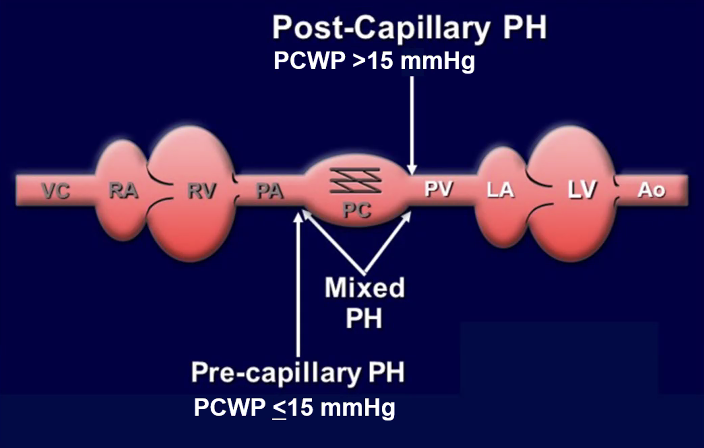 Post-Capillary PH
PCWP >15 mmHg
VC RA RV PA PC PV LA LV Ao
Mixed
PH
Pre-capillary PH
PCWP ≤15 mmHg